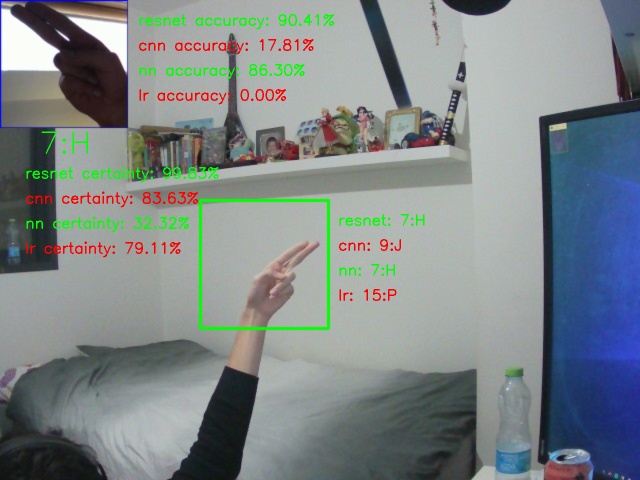 resnet accuracy: 90.41%
cnn accuracy: 17.81%
nn accuracy: 86.30%
lr accuracy: 0.00%
7:H
resnet certainty: 99.83%
cnn certainty: 83.63%
nn certainty: 32.32%
lr certainty: 79.11%
resnet: 7:H
cnn: 9:J
nn: 7:H
lr: 15:P